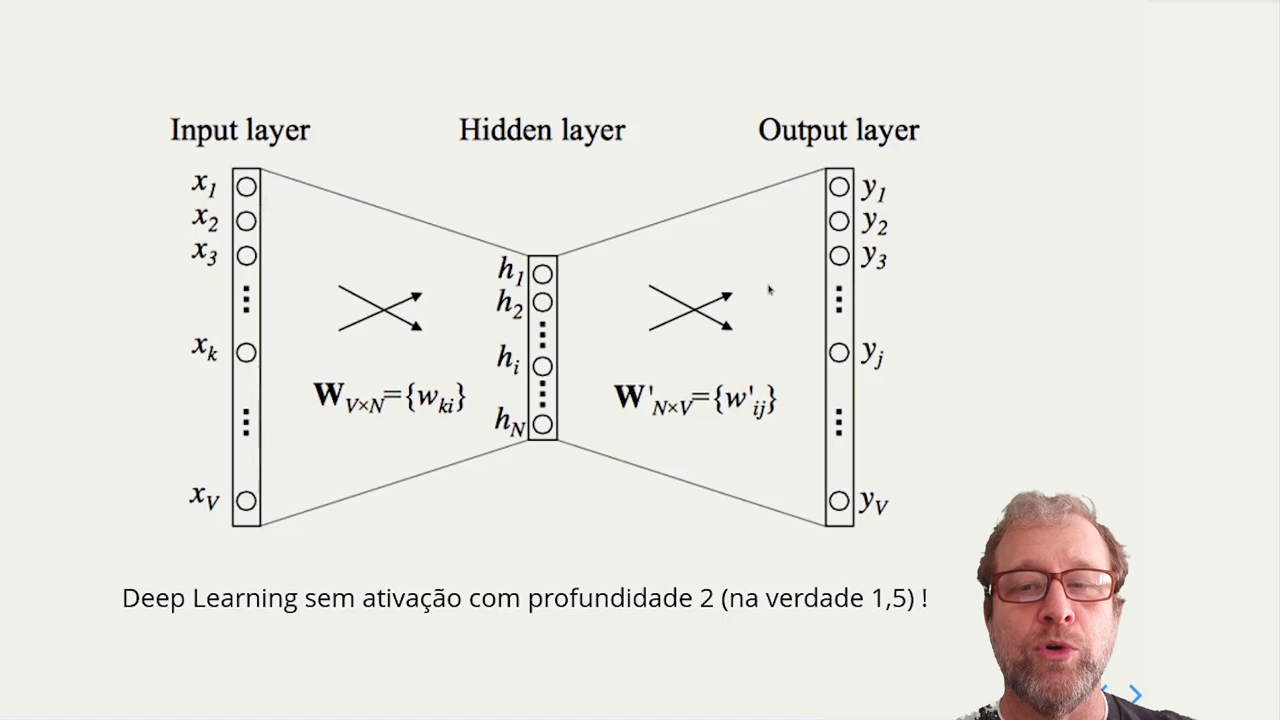 Input layer
Hidden layer
Output layer
x1
x2
x3
xk
xV
W V×N={wki}
h1
h2
hi
hN
W'N×V={w'ij}
y1
y2
y3
yj
yV
Deep Learning sem ativação com profundidade 2 (na verdade 1,5) !